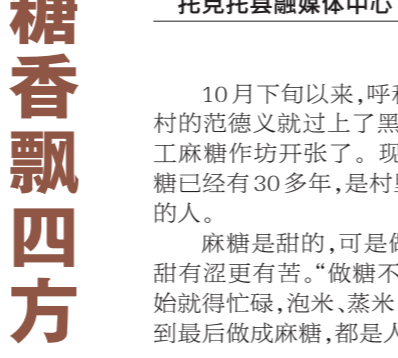 糖香飘四方
托克托县融媒体中心
10月下旬以来,呼和
村的范德义就过上了黑
工麻糖作坊开张了。现
糖已经有30多年,是村里
的人。
麻糖是甜的,可是做
甜有涩更有苦。“做糖不
始就得忙碌,泡米、蒸米
到最后做成麻糖,都是人